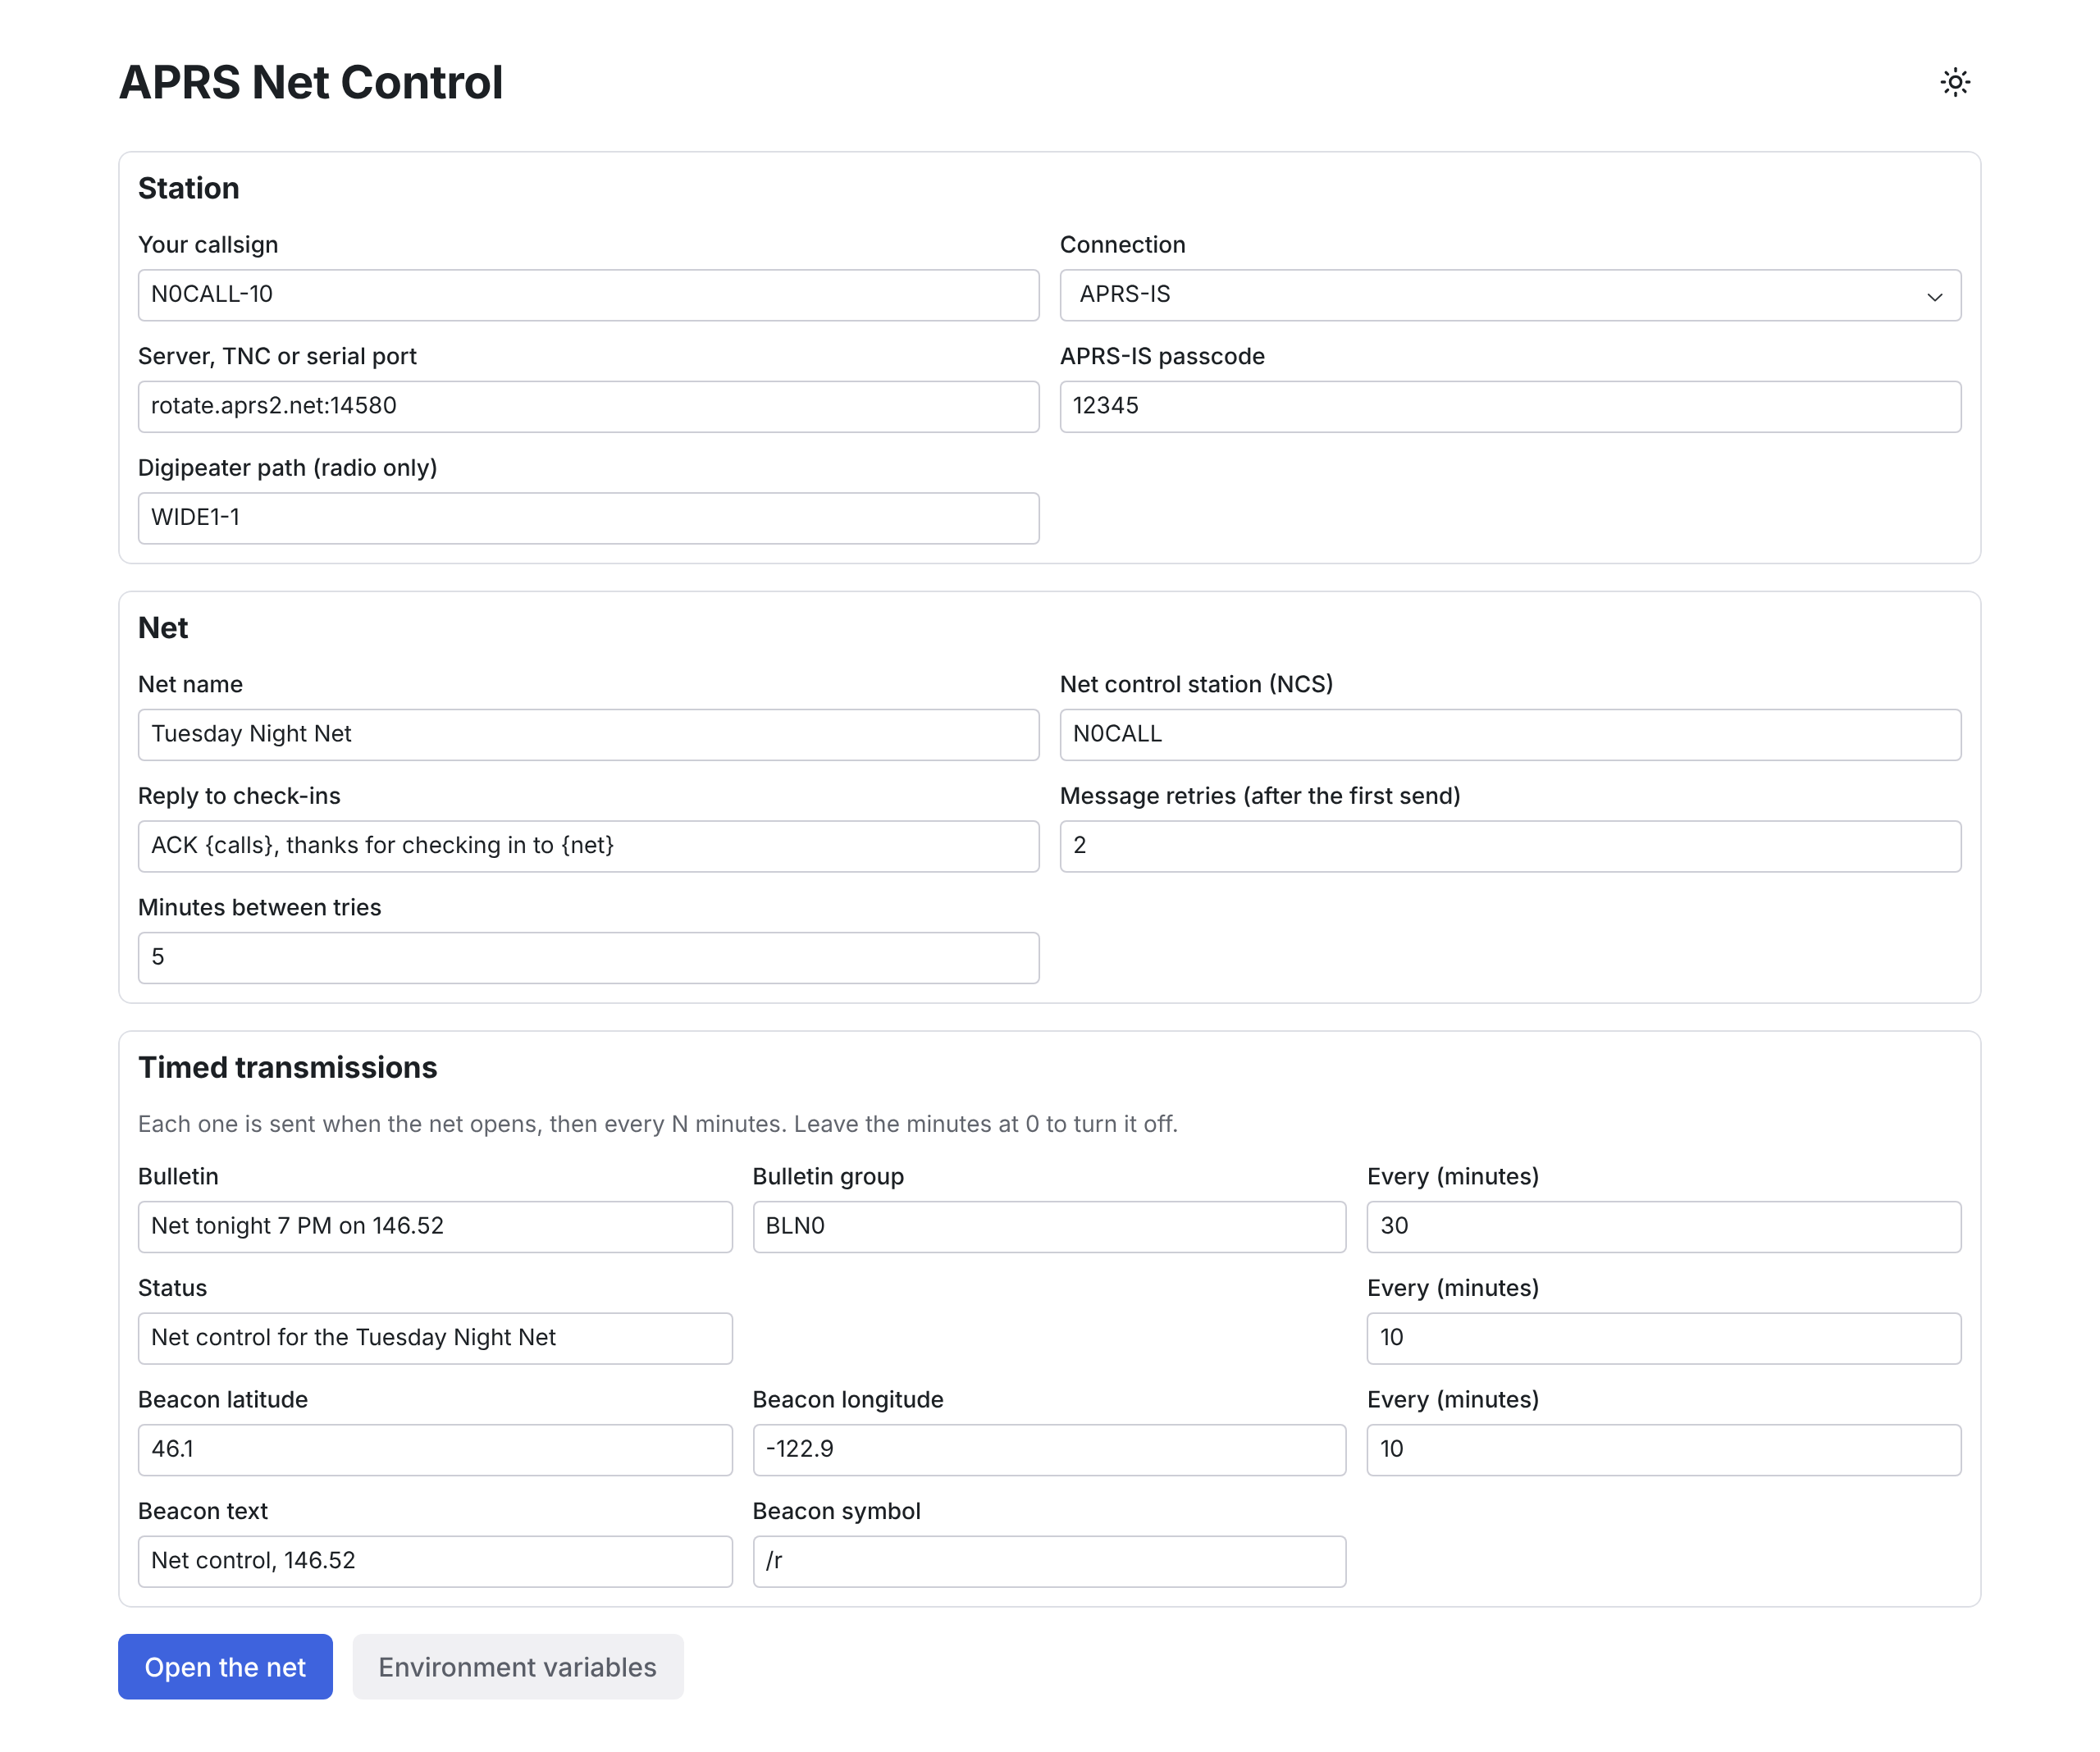 APRS Net Control
Station
Your callsign
Connection
N0CALL-10
APRS-IS
Server, TNC or serial port
APRS-IS passcode
rotate.aprs2.net:14580
12345
Digipeater path (radio only)
WIDE1-1
Net
Net name
Net control station (NCS)
Tuesday Night Net
N0CALL
Reply to check-ins
Message retries (after the first send)
ACK {calls}, thanks for checking in to {net}
2
Minutes between tries
5
Timed transmissions
Each one is sent when the net opens, then every N minutes. Leave the minutes at 0 to turn it off.
Bulletin
Bulletin group
Every (minutes)
Net tonight 7 PM on 146.52
BLN0
30
Status
Every (minutes)
Net control for the Tuesday Night Net
10
Beacon latitude
Beacon longitude
Every (minutes)
46.1
-122.9
10
Beacon text
Beacon symbol
Net control, 146.52
/r
Open the net
Environment variables